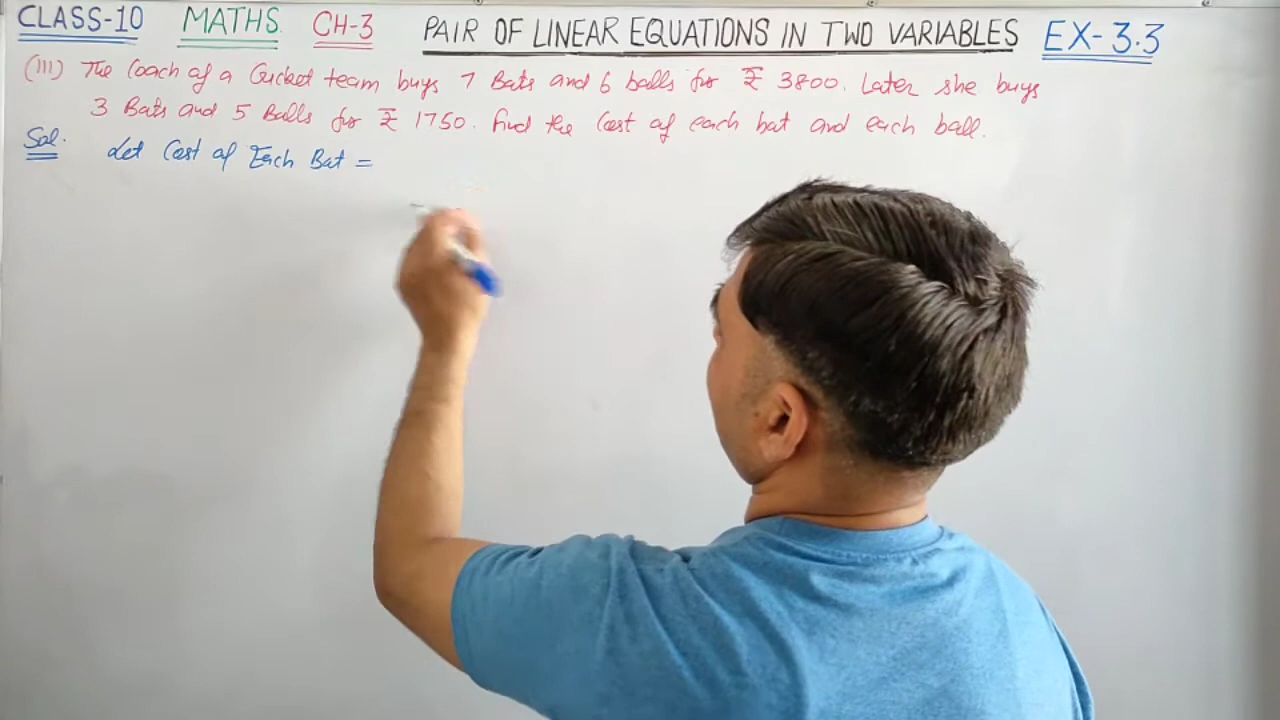 CLASS-10 MATHS. CH-3 PAIR OF LINEAR EQUATIONS IN TWO VARIABLES EX-3.3
(III) The Coach of a Cricket team buys 7 Bats and 6 balls for ₹ 3800. Later she buys
3 Bats and 5 Balls for ₹ 1750. Find the Cost of each bat and each ball.
Sol. Let Cost of Each Bat =